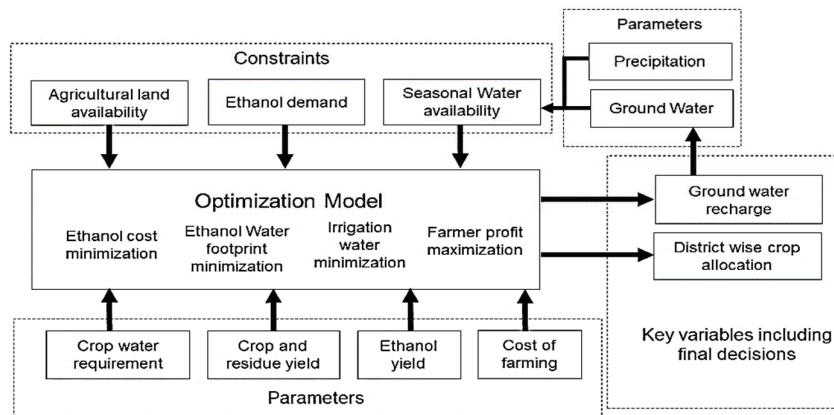 Parameters
Constraints
Precipitation
Agricultural land
availability
Ethanol demand
Seasonal Water
availability
Ground Water
Optimization Model
Ethanol cost
minimization
Ethanol Water
footprint
minimization
Irrigation
water
minimization
Farmer profit
maximization
Ground water
recharge
District wise crop
allocation
Crop water
requirement
Crop and
residue yield
Ethanol
yield
Cost of
farming
Key variables including
final decisions
Parameters